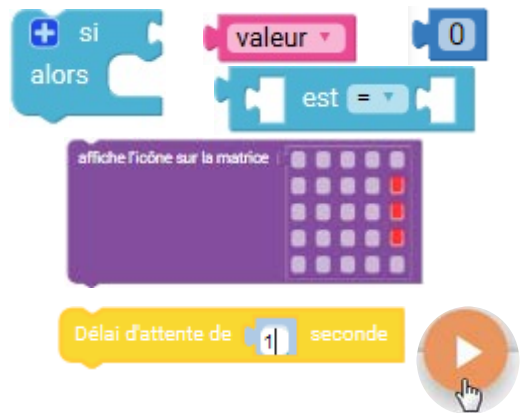 si
valeur
0
alors
est =
affiche l'icône sur la matrice
Délai d'attente de 1 seconde